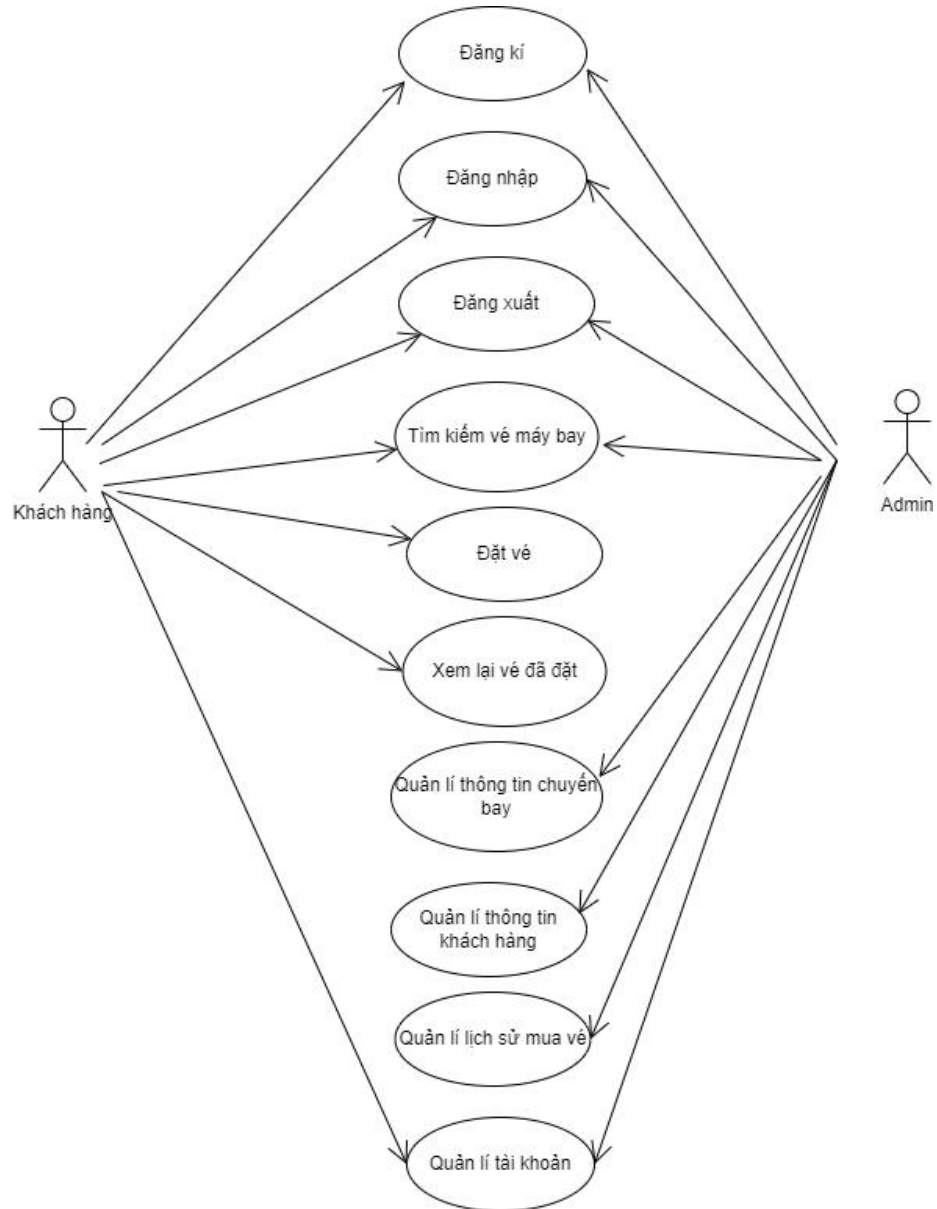 Đăng kí
Đăng nhập
Đăng xuất
Tìm kiếm vé máy bay
Khách hàng
Admin
Đặt vé
Xem lại vé đã đặt
Quản lí thông tin chuyến
bay
Quản lí thông tin
khách hàng
Quản lí lịch sử mua vé
Quản lí tài khoản